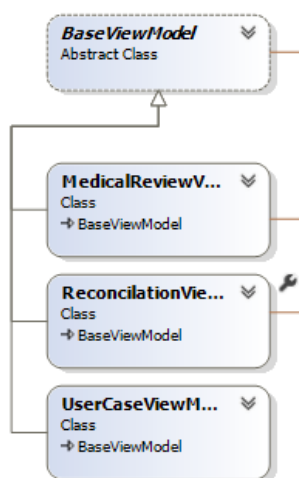 BaseViewModel
Abstract Class
MedicalReviewV...
Class
BaseViewModel
ReconcilationVie...
Class
BaseViewModel
UserCaseViewM...
Class
BaseViewModel